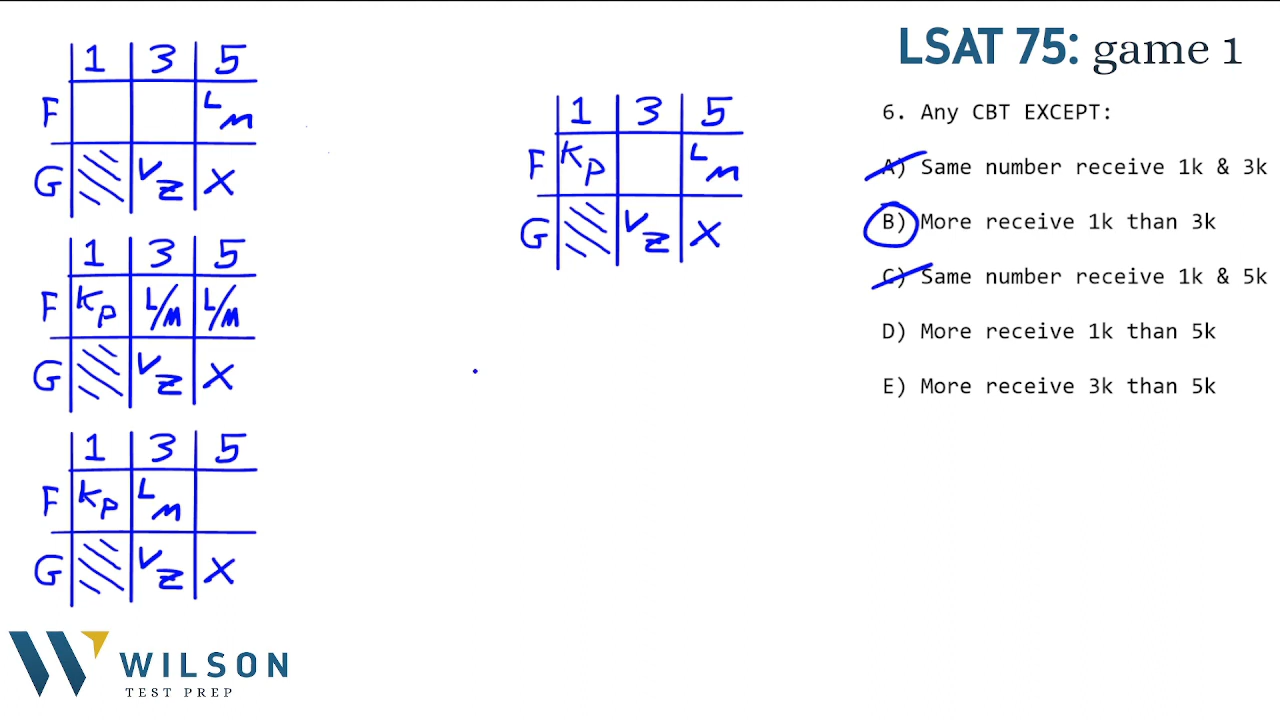 LSAT 75: game 1
1 3 5
F L M
G V Z X
1 3 5
F K P L/M L/M
G V Z X
1 3 5
F K P L M
G V Z X
1 3 5
F K P L M
G V Z X
6. Any CBT EXCEPT:
A) Same number receive 1k & 3k
B) More receive 1k than 3k
C) Same number receive 1k & 5k
D) More receive 1k than 5k
E) More receive 3k than 5k
WILSON
TEST PREP